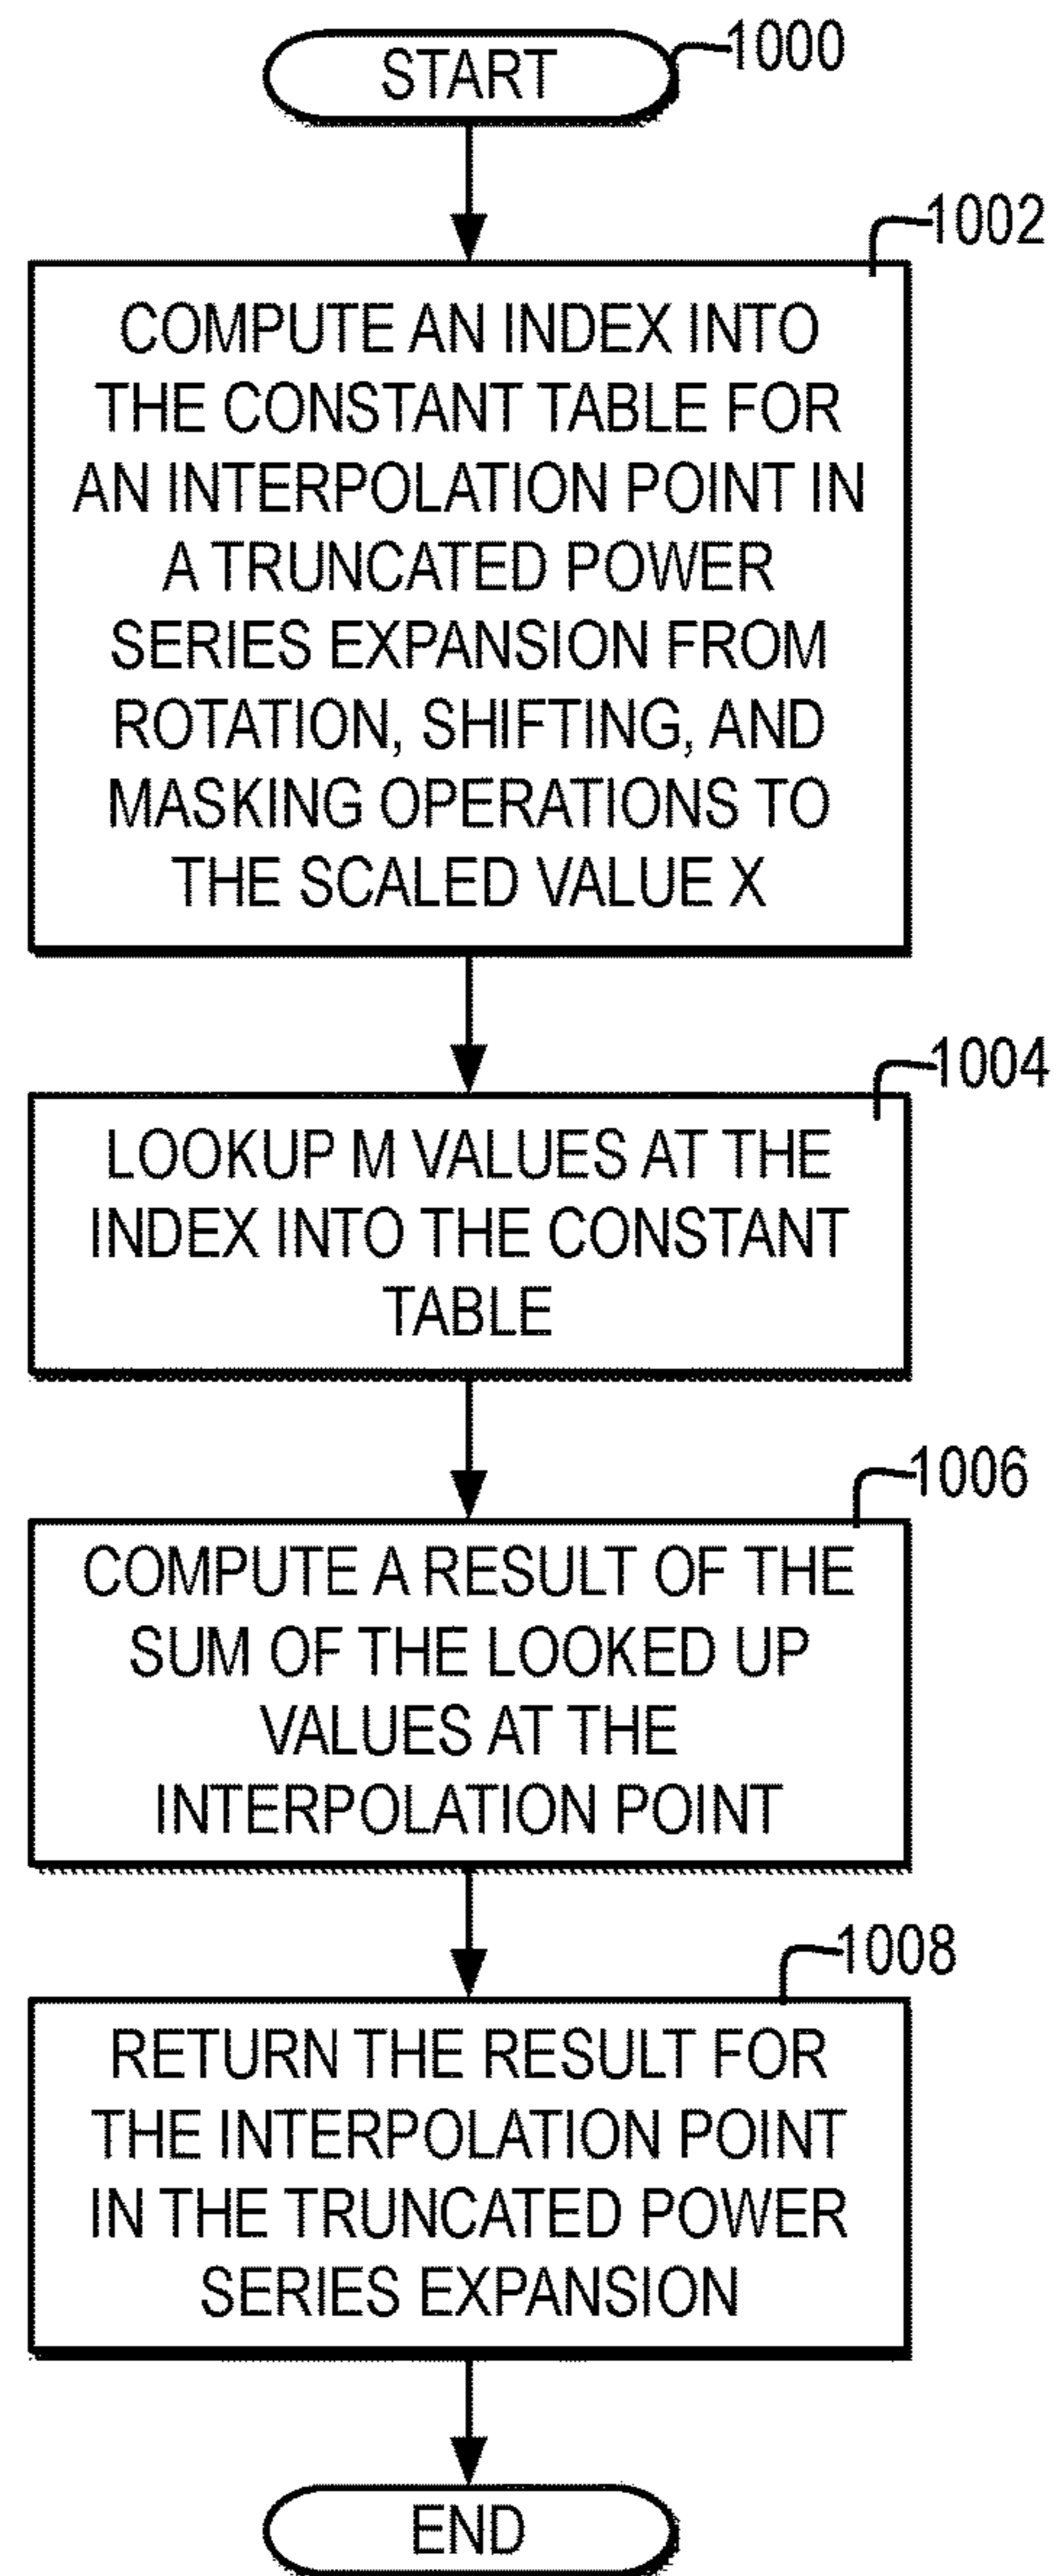 START
1000
1002
COMPUTE AN INDEX INTO
THE CONSTANT TABLE FOR
AN INTERPOLATION POINT IN
A TRUNCATED POWER
SERIES EXPANSION FROM
ROTATION, SHIFTING, AND
MASKING OPERATIONS TO
THE SCALED VALUE X
1004
LOOKUP M VALUES AT THE
INDEX INTO THE CONSTANT
TABLE
1006
COMPUTE A RESULT OF THE
SUM OF THE LOOKED UP
VALUES AT THE
INTERPOLATION POINT
1008
RETURN THE RESULT FOR
THE INTERPOLATION POINT
IN THE TRUNCATED POWER
SERIES EXPANSION
END